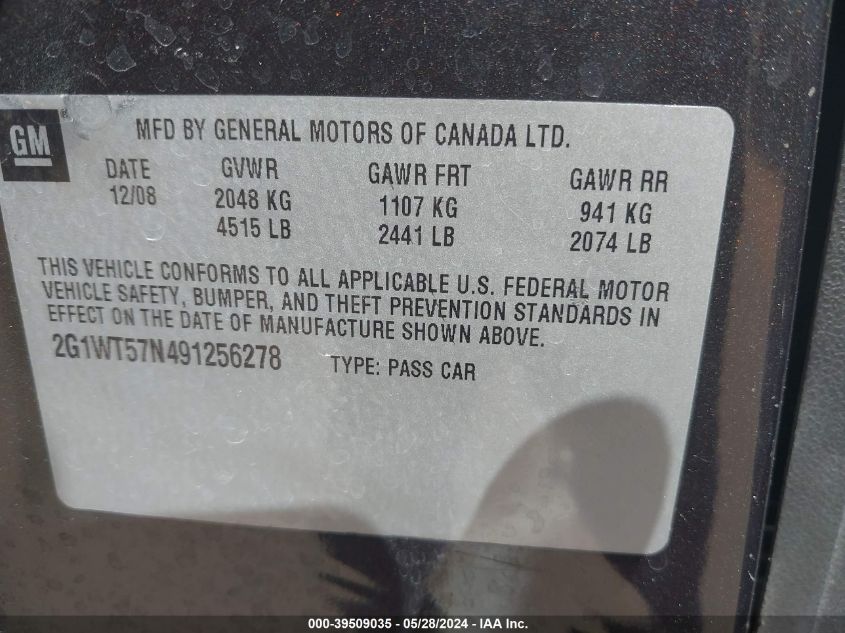 GM
MFD BY GENERAL MOTORS OF CANADA LTD.
DATE GVWR GAWR FRT GAWR RR
12/08 2048 KG 1107 KG 941 KG
4515 LB 2441 LB 2074 LB
THIS VEHICLE CONFORMS TO ALL APPLICABLE U.S. FEDERAL MOTOR
VEHICLE SAFETY, BUMPER, AND THEFT PREVENTION STANDARDS IN
EFFECT ON THE DATE OF MANUFACTURE SHOWN ABOVE.
2G1WT57N491256278 TYPE: PASS CAR
000-39509035 - 05/28/2024 - IAA Inc.